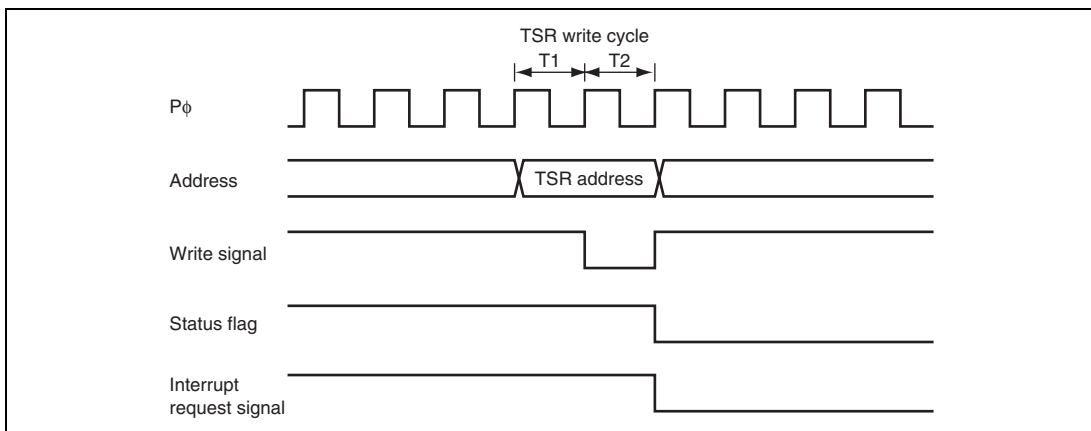 TSR write cycle
T1 T2
Pϕ
Address
TSR address
Write signal
Status flag
Interrupt
request signal